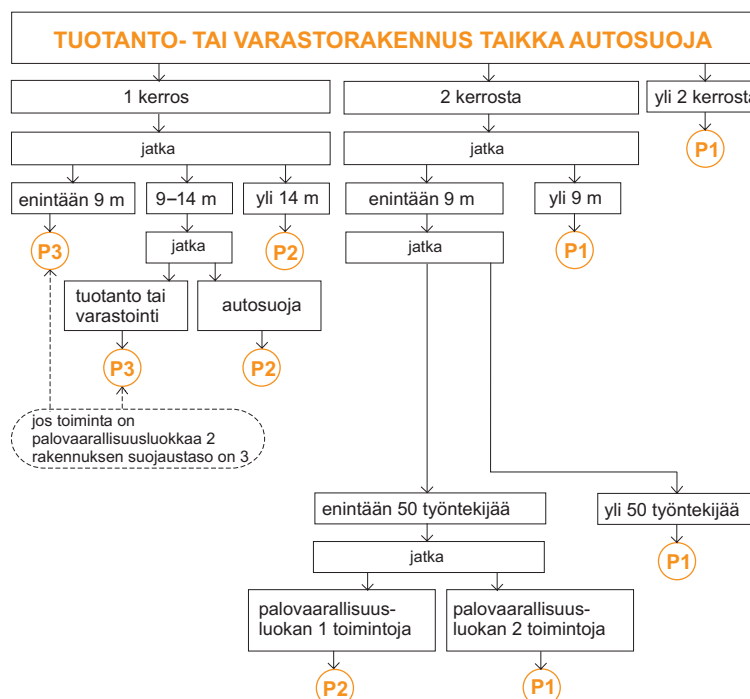 TUOTANTO- TAI VARASTORAKENNUS TAIKKA AUTOSUOJA
1 kerros
2 kerrosta
yli 2 kerrosta
jatka
jatka
P1
enintään 9 m
9–14 m
yli 14 m
enintään 9 m
yli 9 m
P3
jatka
P2
jatka
P1
tuotanto tai
varastointi
autosuoja
P3
P2
jos toiminta on
palovaarallisuusluokkaa 2
rakennuksen suojaustaso on 3
enintään 50 työntekijää
yli 50 työntekijää
jatka
P1
palovaarallisuus-
luokan 1 toimintoja
palovaarallisuus-
luokan 2 toimintoja
P2
P1